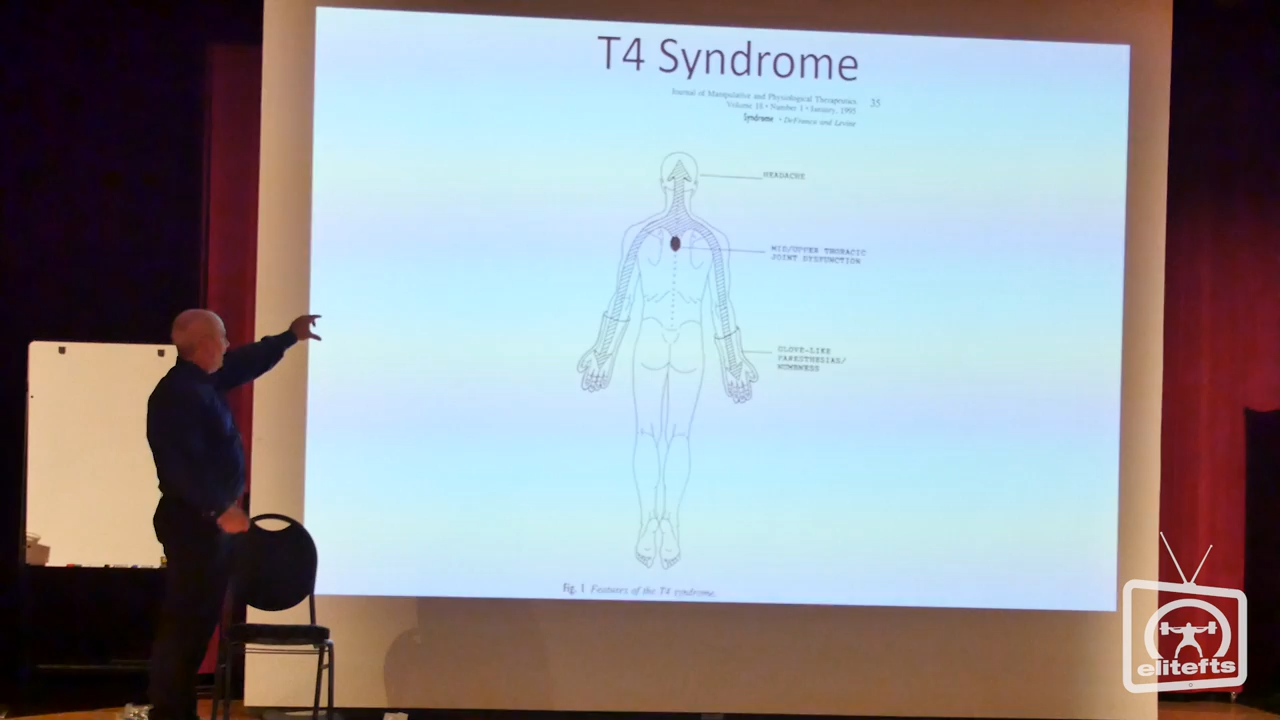 T4 Syndrome
Journal of Manipulative and Physiological Therapeutics 35
Volume 18 • Number 1 • January, 1995
Syndrome • DeFranca and Levine
HEADACHE
MID/UPPER THORACIC
JOINT DYSFUNCTION
GLOVE-LIKE
PARESTHESIAS/
NUMBNESS
Fig. 1 Features of the T4 syndrome.
elitefts